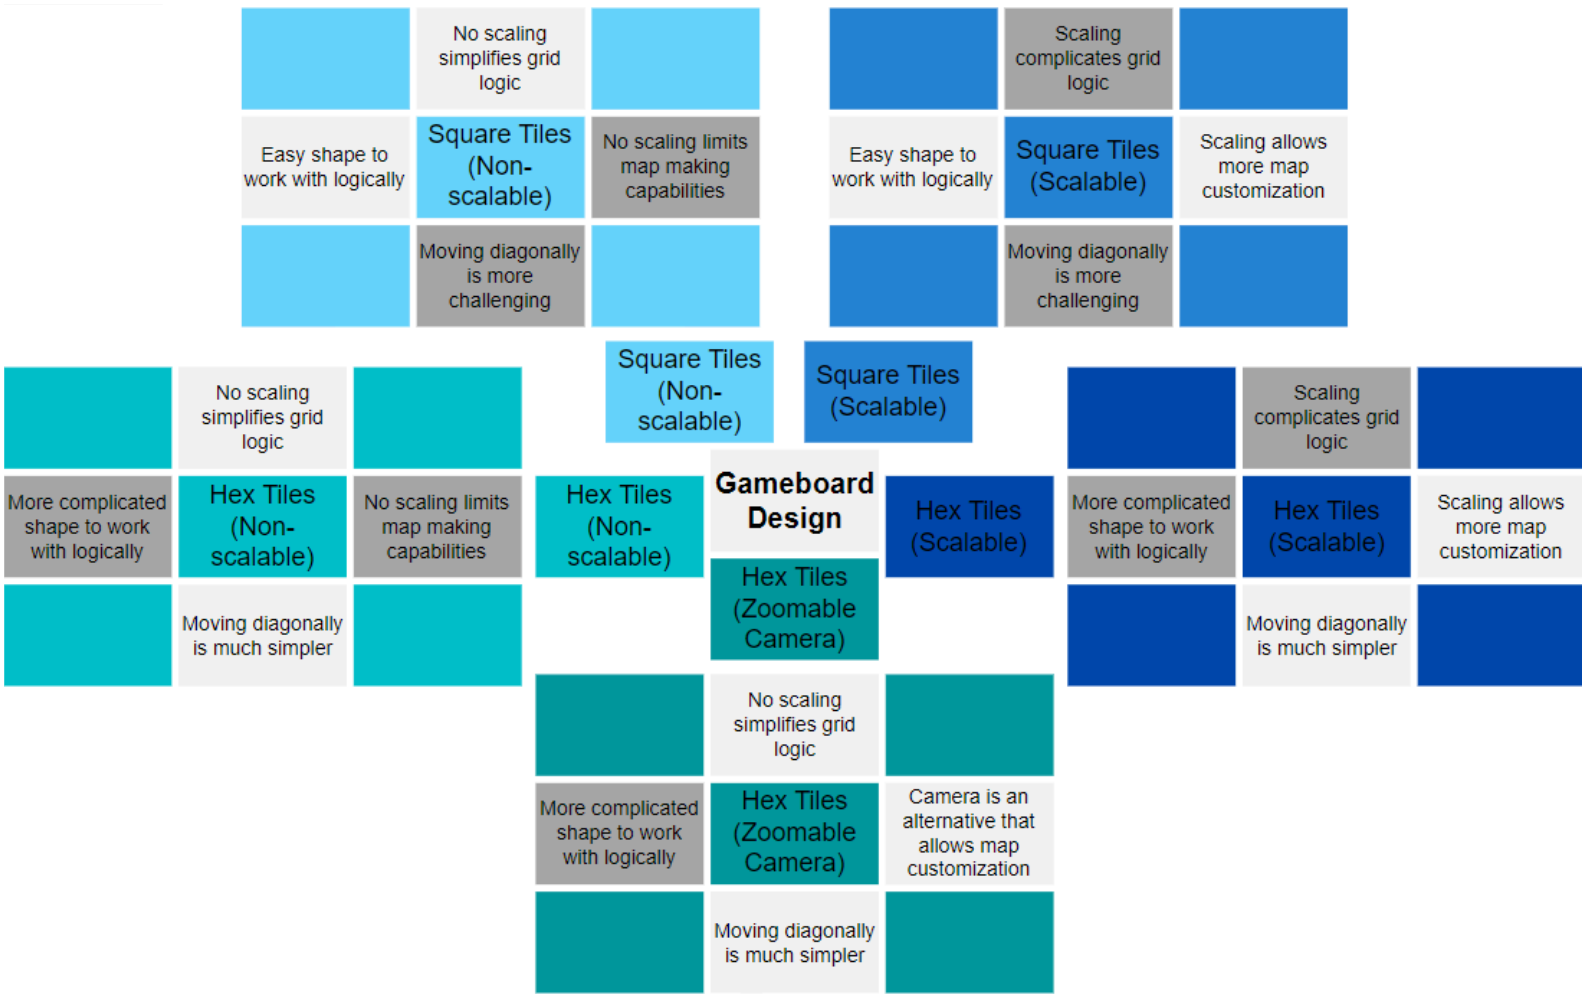 No scaling
simplifies grid
logic
Easy shape to
work with logically
Square Tiles
(Non-
scalable)
No scaling limits
map making
capabilities
Moving diagonally
is more
challenging
Scaling
complicates grid
logic
Easy shape to
work with logically
Square Tiles
(Scalable)
Scaling allows
more map
customization
Moving diagonally
is more
challenging
Square Tiles
(Non-
scalable)
Square Tiles
(Scalable)
No scaling
simplifies grid
logic
More complicated
shape to work
with logically
Hex Tiles
(Non-
scalable)
No scaling limits
map making
capabilities
Moving diagonally
is much simpler
Hex Tiles
(Non-
scalable)
Gameboard
Design
Hex Tiles
(Scalable)
Hex Tiles
(Zoomable
Camera)
Scaling
complicates grid
logic
More complicated
shape to work
with logically
Hex Tiles
(Scalable)
Scaling allows
more map
customization
Moving diagonally
is much simpler
No scaling
simplifies grid
logic
More complicated
shape to work
with logically
Hex Tiles
(Zoomable
Camera)
Camera is an
alternative that
allows map
customization
Moving diagonally
is much simpler